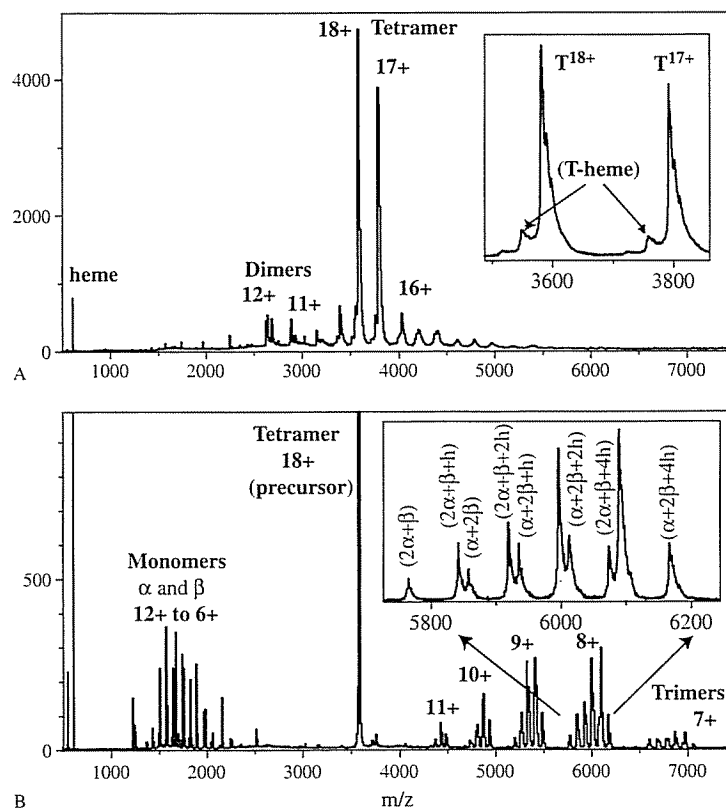 18+ Tetramer
17+
T18+ T17+
(T-heme)
3600 3800
heme
Dimers
12+
11+
16+
4000
2000
0
1000 2000 3000 4000 5000 6000 7000
A
Tetramer
18+
(precursor)
(2α+β)
(2α+β+h)
(α+2β)
(2α+β+2h)
(α+2β+h)
(α+2β+2h)
(2α+β+4h)
(α+2β+4h)
5800 6000 6200
Monomers
α and β
12+ to 6+
11+
10+
9+
8+
Trimers
7+
500
0
1000 2000 3000 4000 5000 6000 7000
B m/z